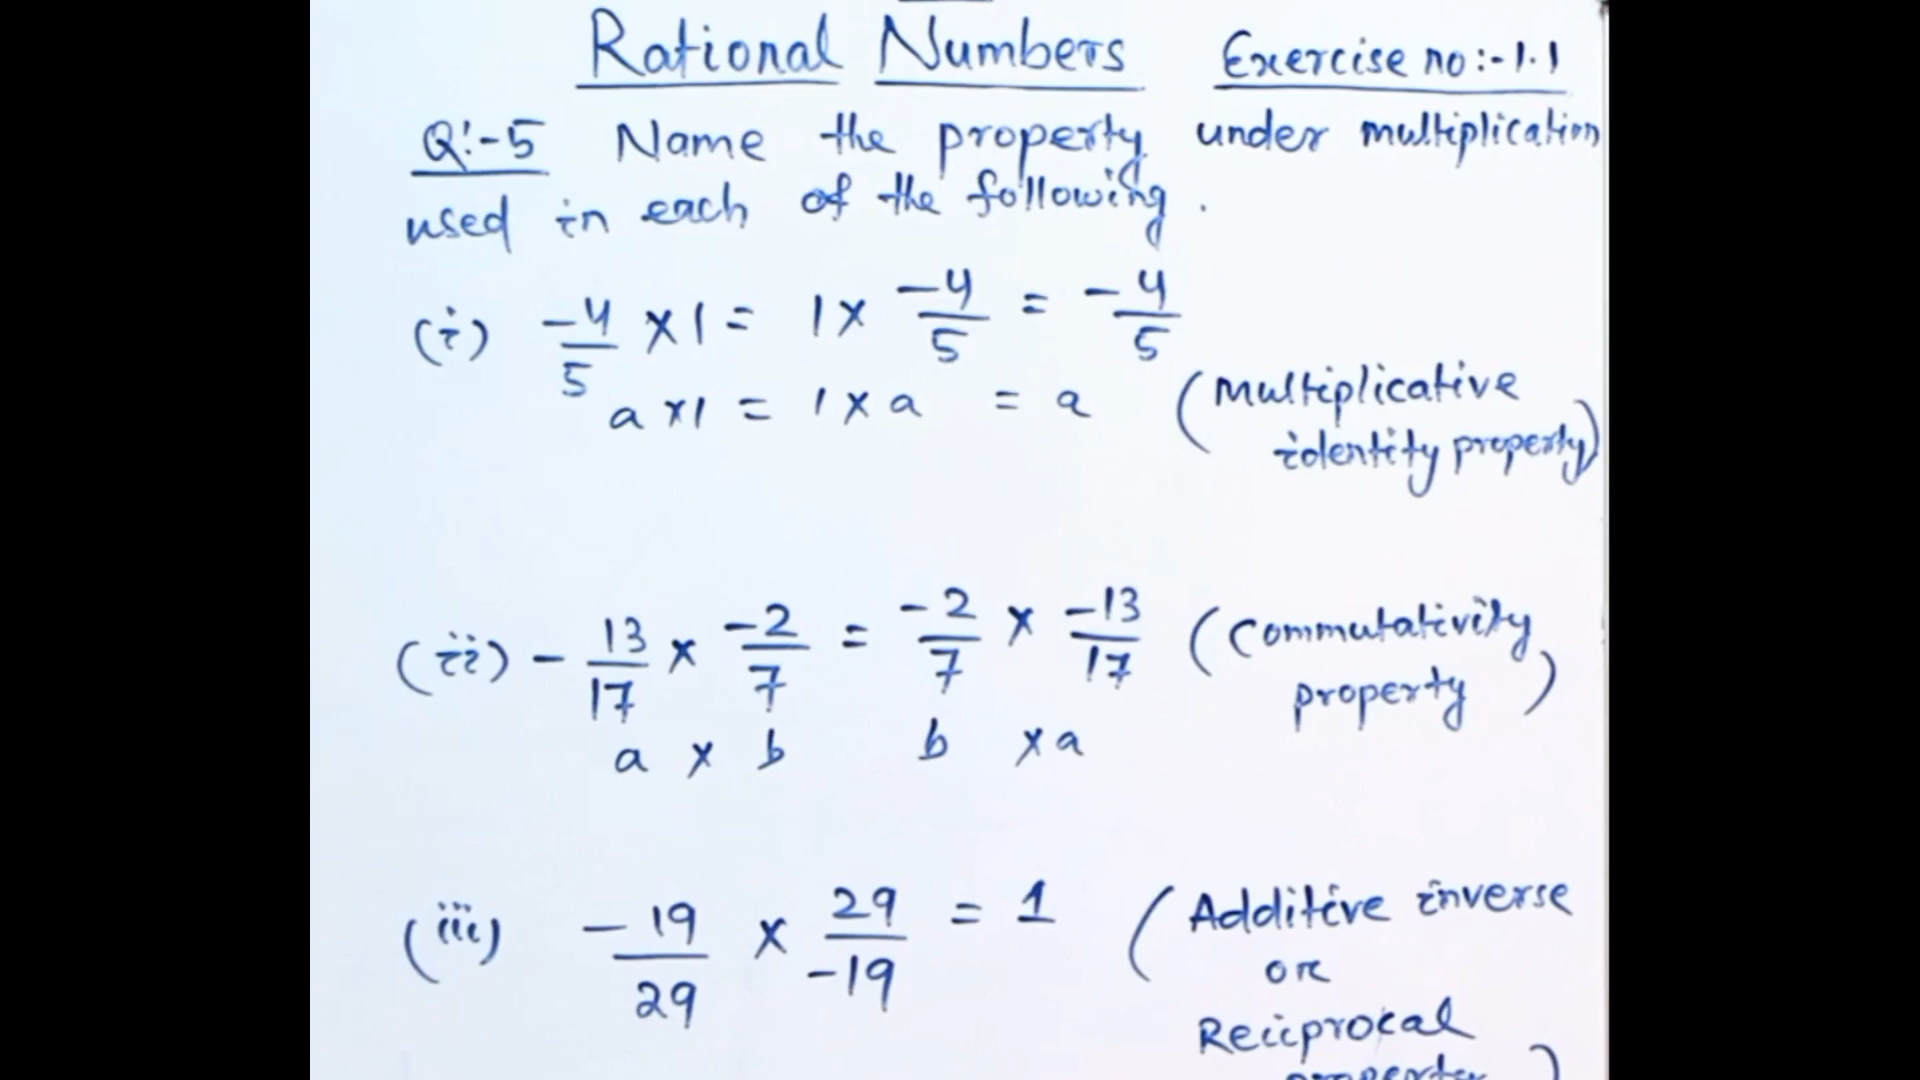 Rational Numbers Exercise no:-1.1
Q:-5 Name the property under multiplication
used in each of the following.
(i) -4/5 × 1 = 1 × -4/5 = -4/5
a × 1 = 1 × a = a (Multiplicative
identity property)
(ii) - 13/17 × -2/7 = -2/7 × -13/17 (Commutativity
property)
a × b b × a
(iii) -19/29 × 29/-19 = 1 (Additive inverse
or
Reciprocal
property)